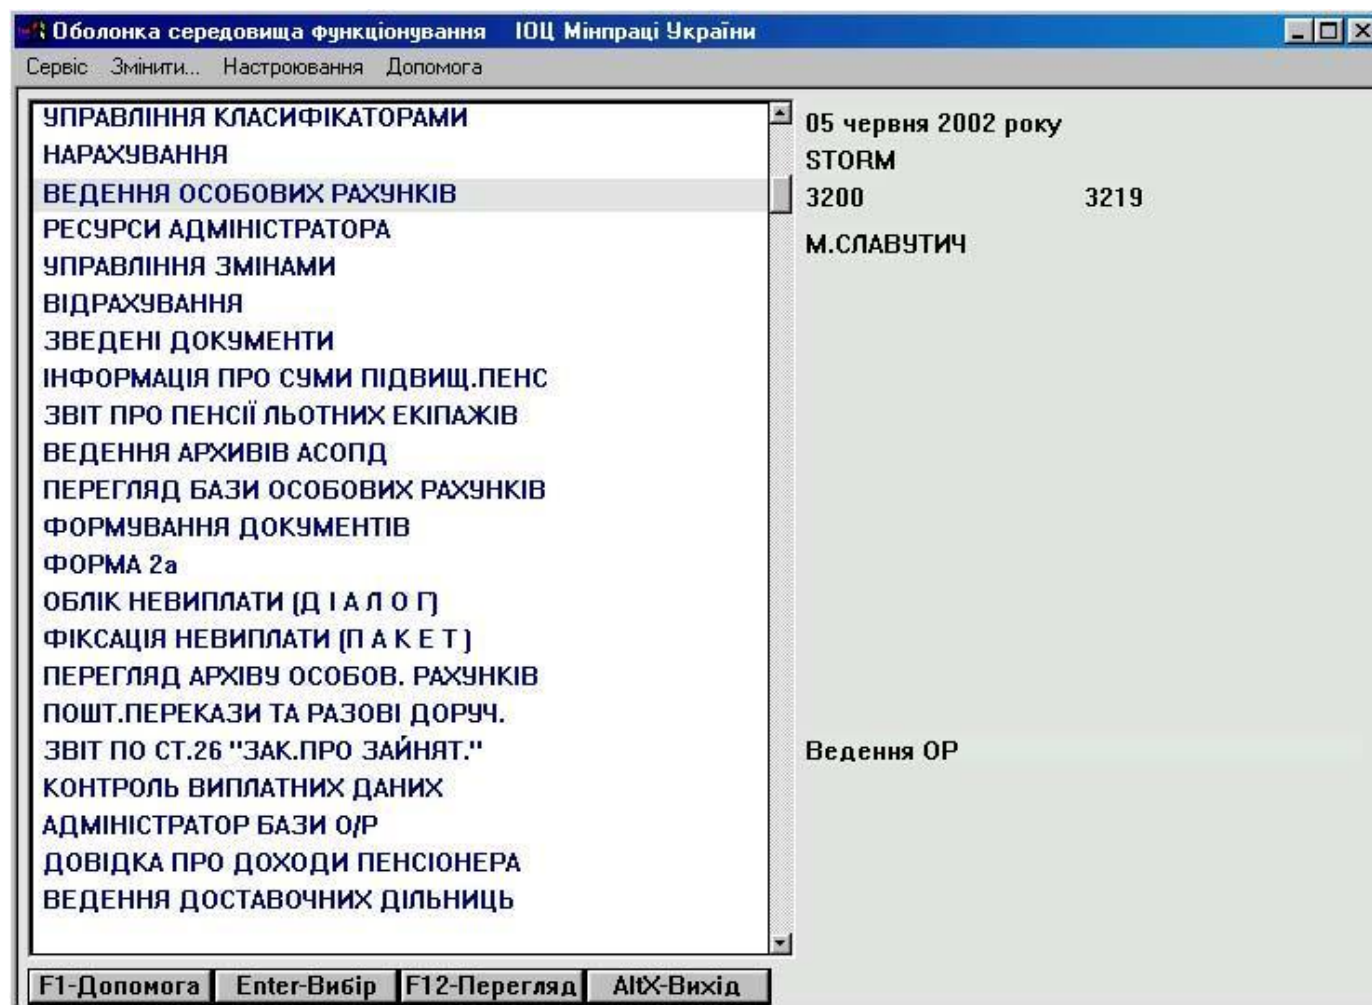 Оболонка середовища функціонування ІОЦ Мінпраці України
Сервіс Змінити... Настроювання Допомога
УПРАВЛІННЯ КЛАСИФІКАТОРАМИ
НАРАХУВАННЯ
ВЕДЕННЯ ОСОБОВИХ РАХУНКІВ
РЕСУРСИ АДМІНІСТРАТОРА
УПРАВЛІННЯ ЗМІНАМИ
ВІДРАХУВАННЯ
ЗВЕДЕНІ ДОКУМЕНТИ
ІНФОРМАЦІЯ ПРО СУМИ ПІДВИЩ.ПЕНС
ЗВІТ ПРО ПЕНСІЇ ЛЬОТНИХ ЕКІПАЖІВ
ВЕДЕННЯ АРХИВІВ АСОПД
ПЕРЕГЛЯД БАЗИ ОСОБОВИХ РАХУНКІВ
ФОРМУВАННЯ ДОКУМЕНТІВ
ФОРМА 2а
ОБЛІК НЕВИПЛАТИ (Д І А Л О Г)
ФІКСАЦІЯ НЕВИПЛАТИ (П А К Е Т )
ПЕРЕГЛЯД АРХІВУ ОСОБОВ. РАХУНКІВ
ПОШТ.ПЕРЕКАЗИ ТА РАЗОВІ ДОРУЧ.
ЗВІТ ПО СТ.26 "ЗАК.ПРО ЗАЙНЯТ."
КОНТРОЛЬ ВИПЛАТНИХ ДАНИХ
АДМІНІСТРАТОР БАЗИ О/Р
ДОВІДКА ПРО ДОХОДИ ПЕНСІОНЕРА
ВЕДЕННЯ ДОСТАВОЧНИХ ДІЛЬНИЦЬ
05 червня 2002 року
STORM
3200 3219
М.СЛАВУТИЧ
Ведення ОР
F1-Допомога Enter-Вибір F12-Перегляд AltX-Вихід